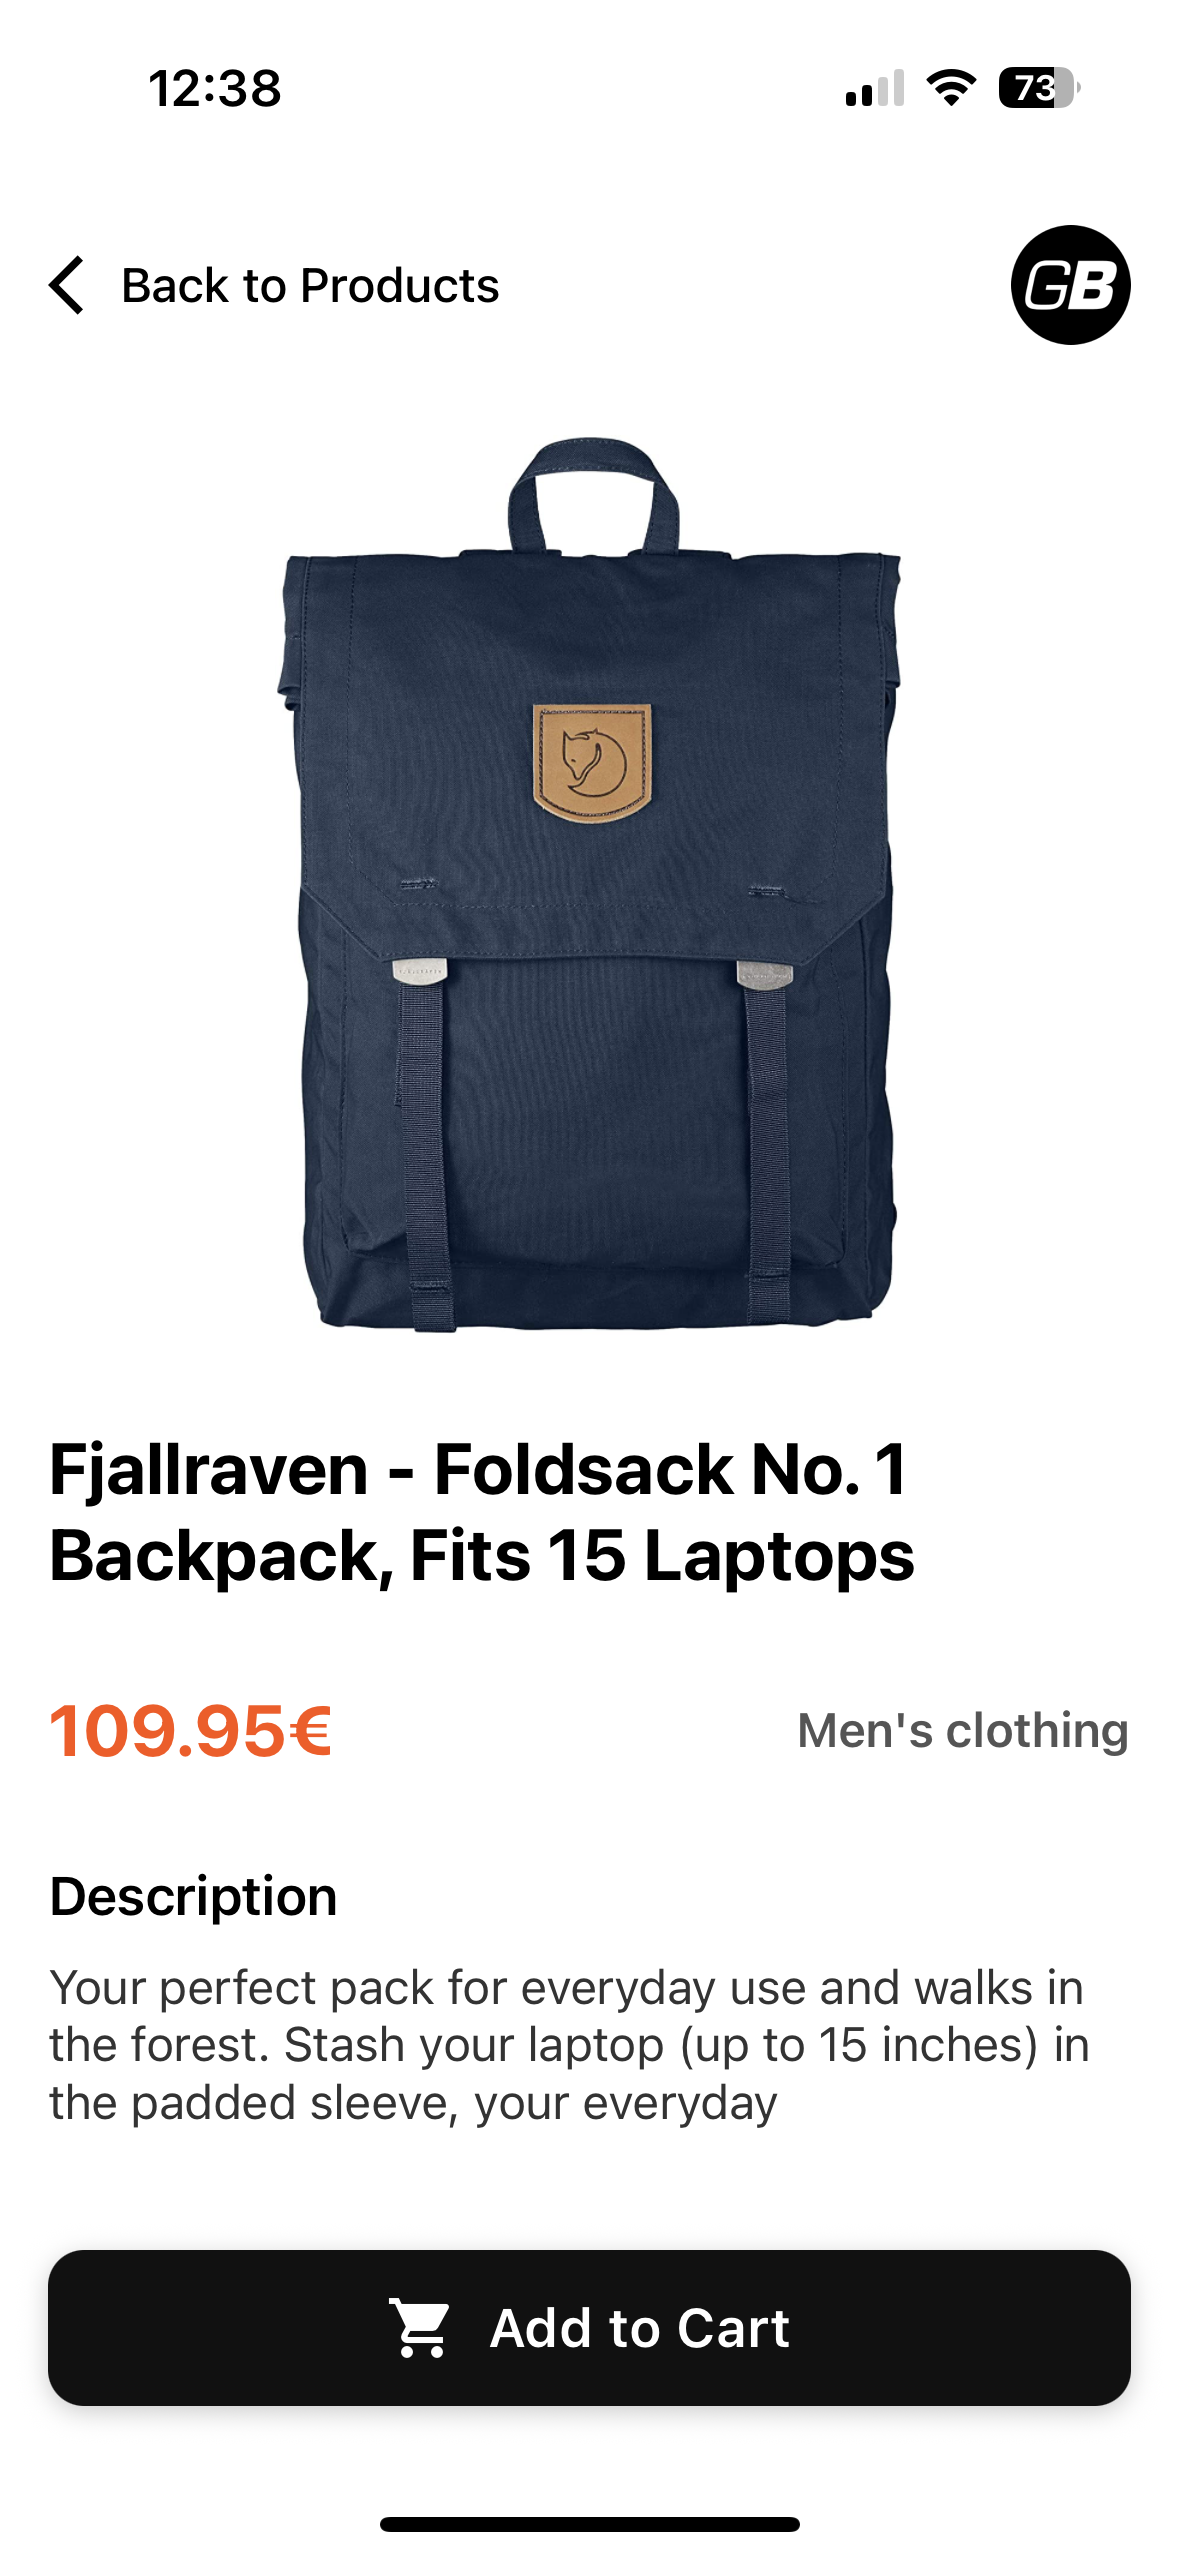 12:38
73
Back to Products
GB
Fjallraven - Foldsack No. 1
Backpack, Fits 15 Laptops
109.95€
Men's clothing
Description
Your perfect pack for everyday use and walks in
the forest. Stash your laptop (up to 15 inches) in
the padded sleeve, your everyday
Add to Cart